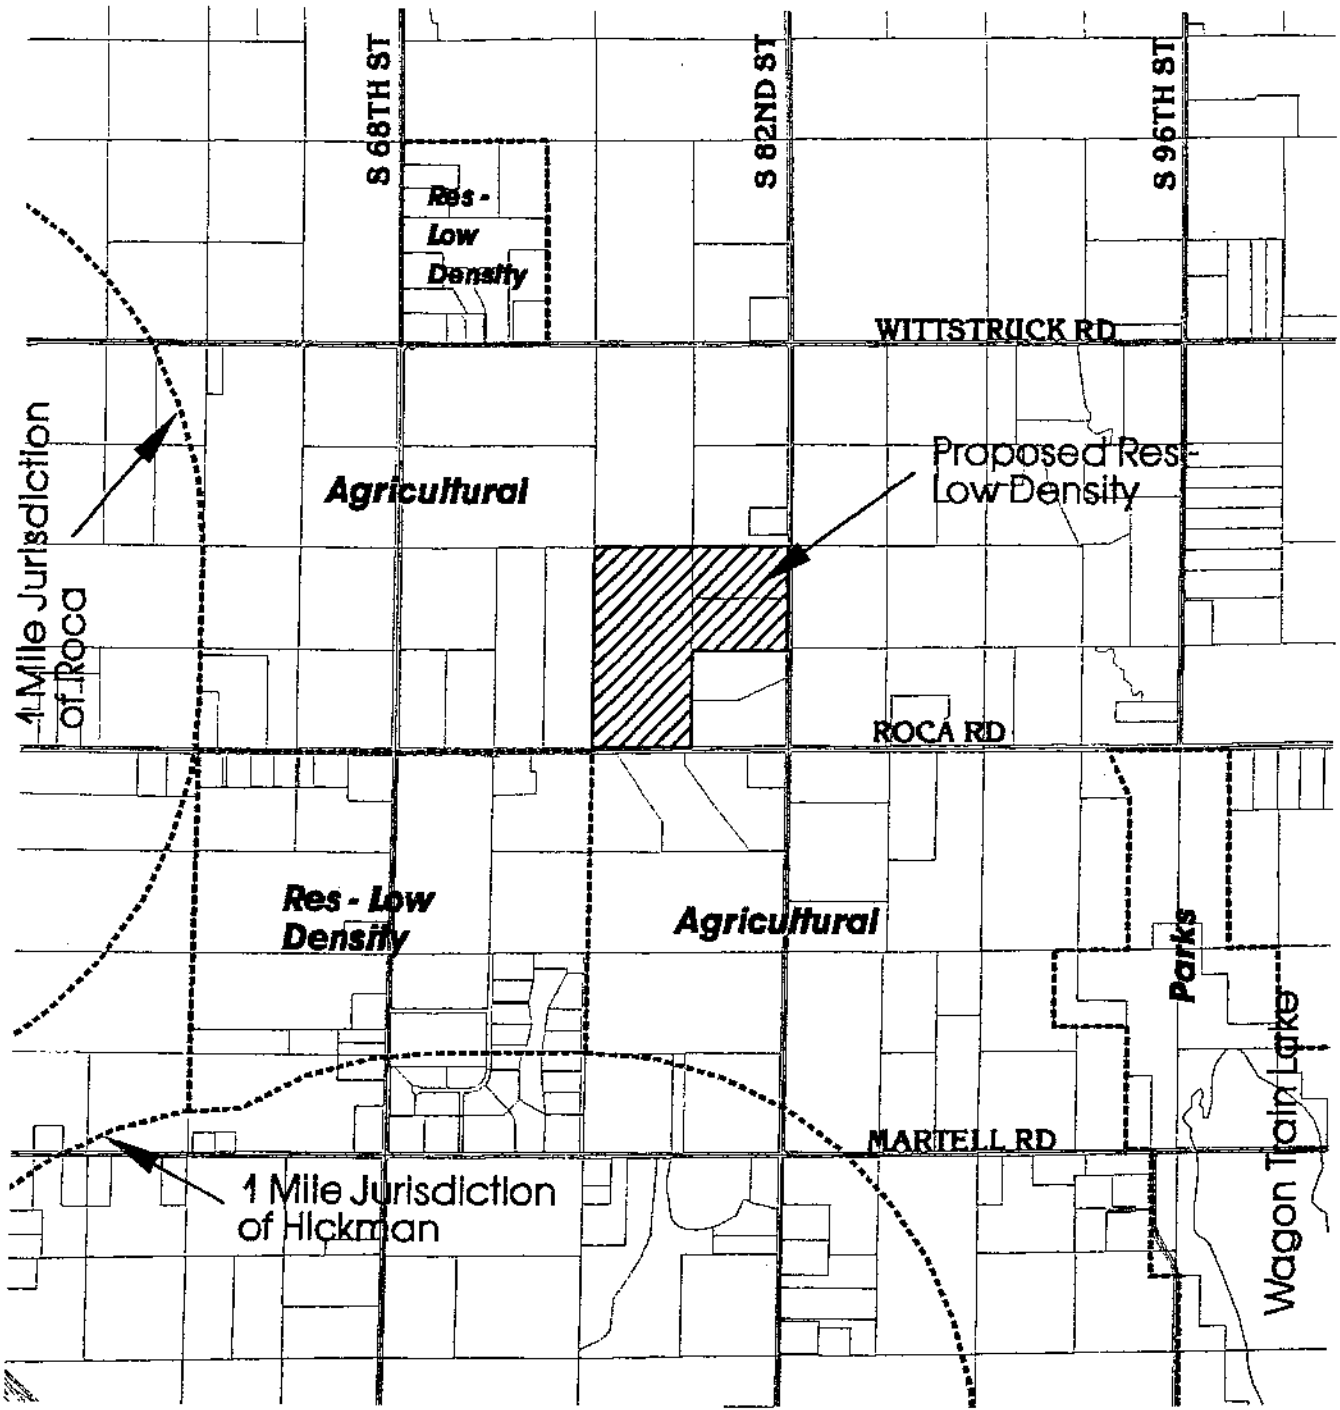 S 68TH ST
S 82ND ST
S 96TH ST
Res -
Low
Density
WITTSTRUCK RD
1 Mile Jurisdiction
of Roca
Agricultural
Proposed Res -
Low Density
ROCA RD
Res - Low
Density
Agricultural
Parks
Wagon Train Lake
MARTELL RD
1 Mile Jurisdiction
of Hickman